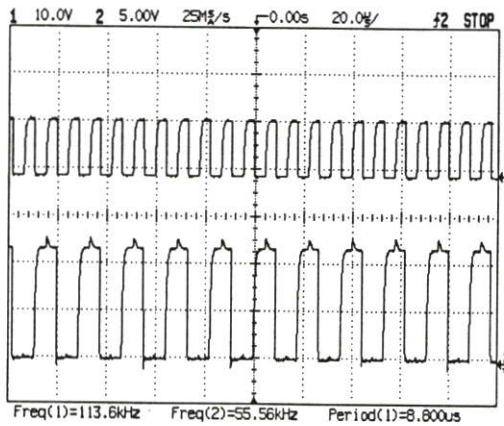 1 10.0V 2 5.00V 25MS/s -0.00s 20.0µs/ f2 STOP
Freq(1)=113.6kHz Freq(2)=55.56kHz Period(1)=8.800us